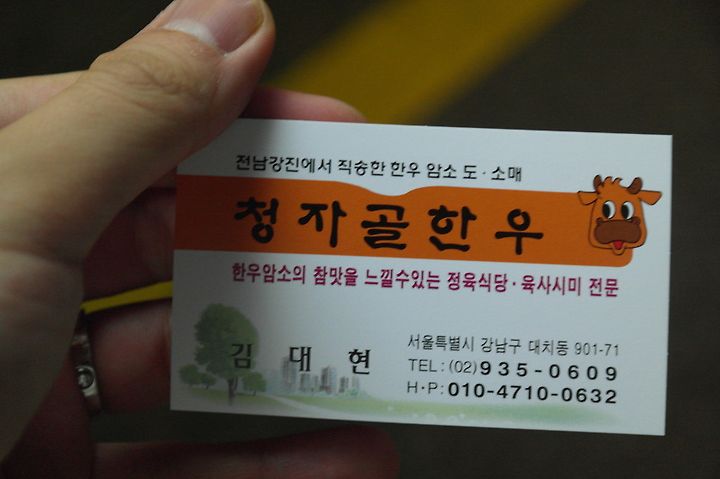 전남강진에서 직송한 한우 암소 도·소매
청자골한우
한우암소의 참맛을 느낄수있는 정육식당·육사시미 전문
김 대 현
서울특별시 강남구 대치동 901-71
TEL:(02)935-0609
H·P:010-4710-0632